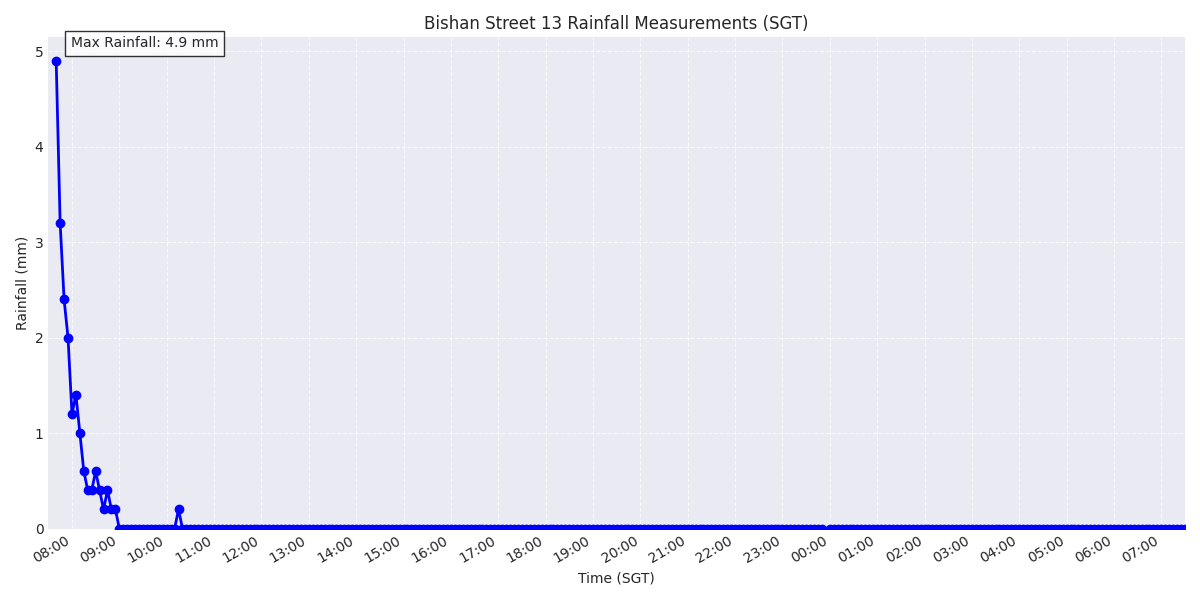 Bishan Street 13 Rainfall Measurements (SGT)
Max Rainfall: 4.9 mm
5
4
3
2
1
0
Rainfall (mm)
08:00 09:00 10:00 11:00 12:00 13:00 14:00 15:00 16:00 17:00 18:00 19:00 20:00 21:00 22:00 23:00 00:00 01:00 02:00 03:00 04:00 05:00 06:00 07:00
Time (SGT)